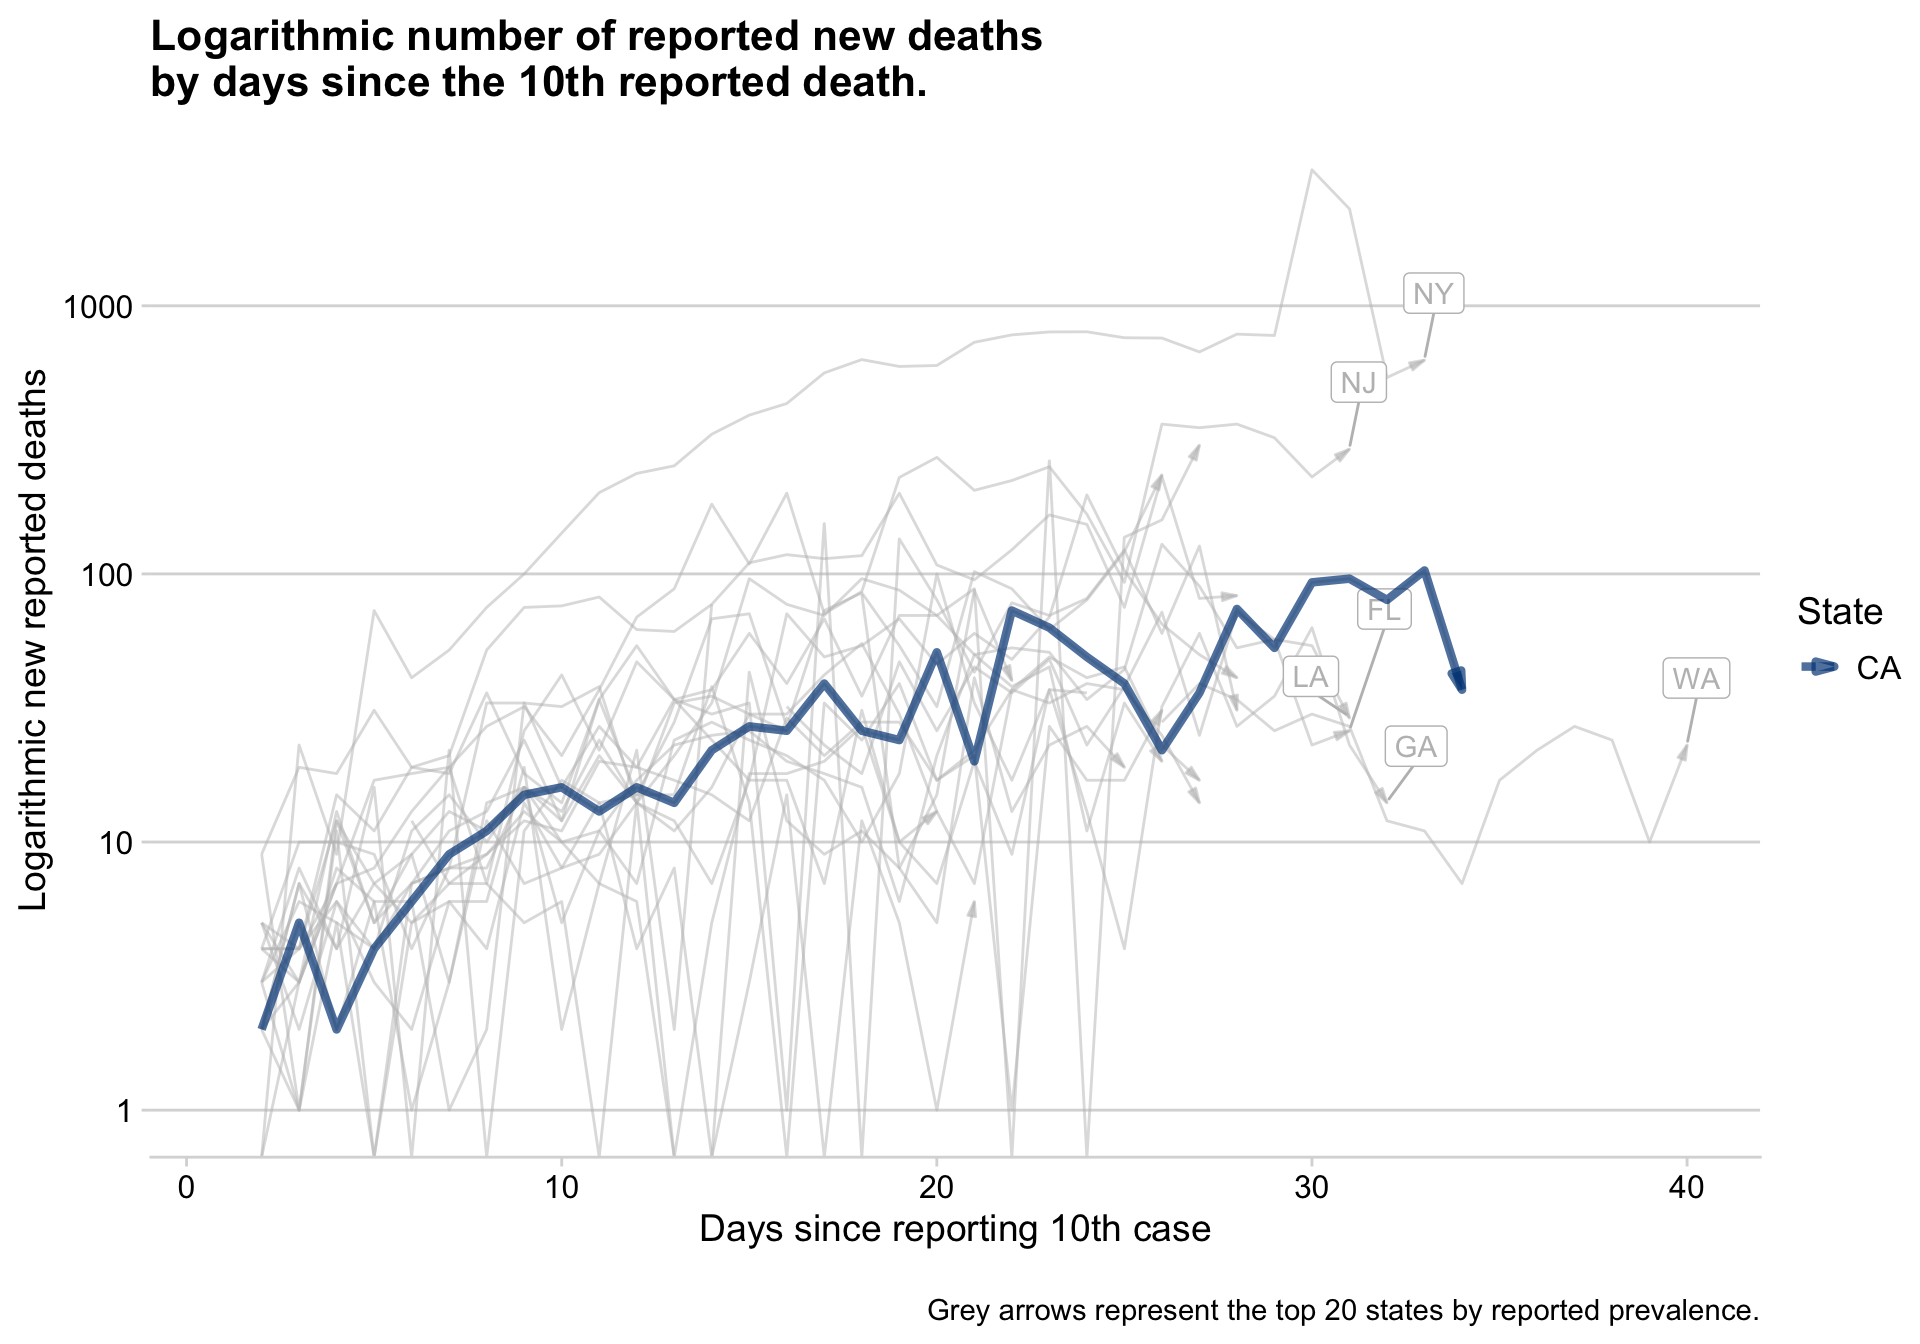 Logarithmic number of reported new deaths
by days since the 10th reported death.
Logarithmic new reported deaths
1000
100
10
1
NY
NJ
FL
LA
GA
WA
State
CA
0 10 20 30 40
Days since reporting 10th case
Grey arrows represent the top 20 states by reported prevalence.